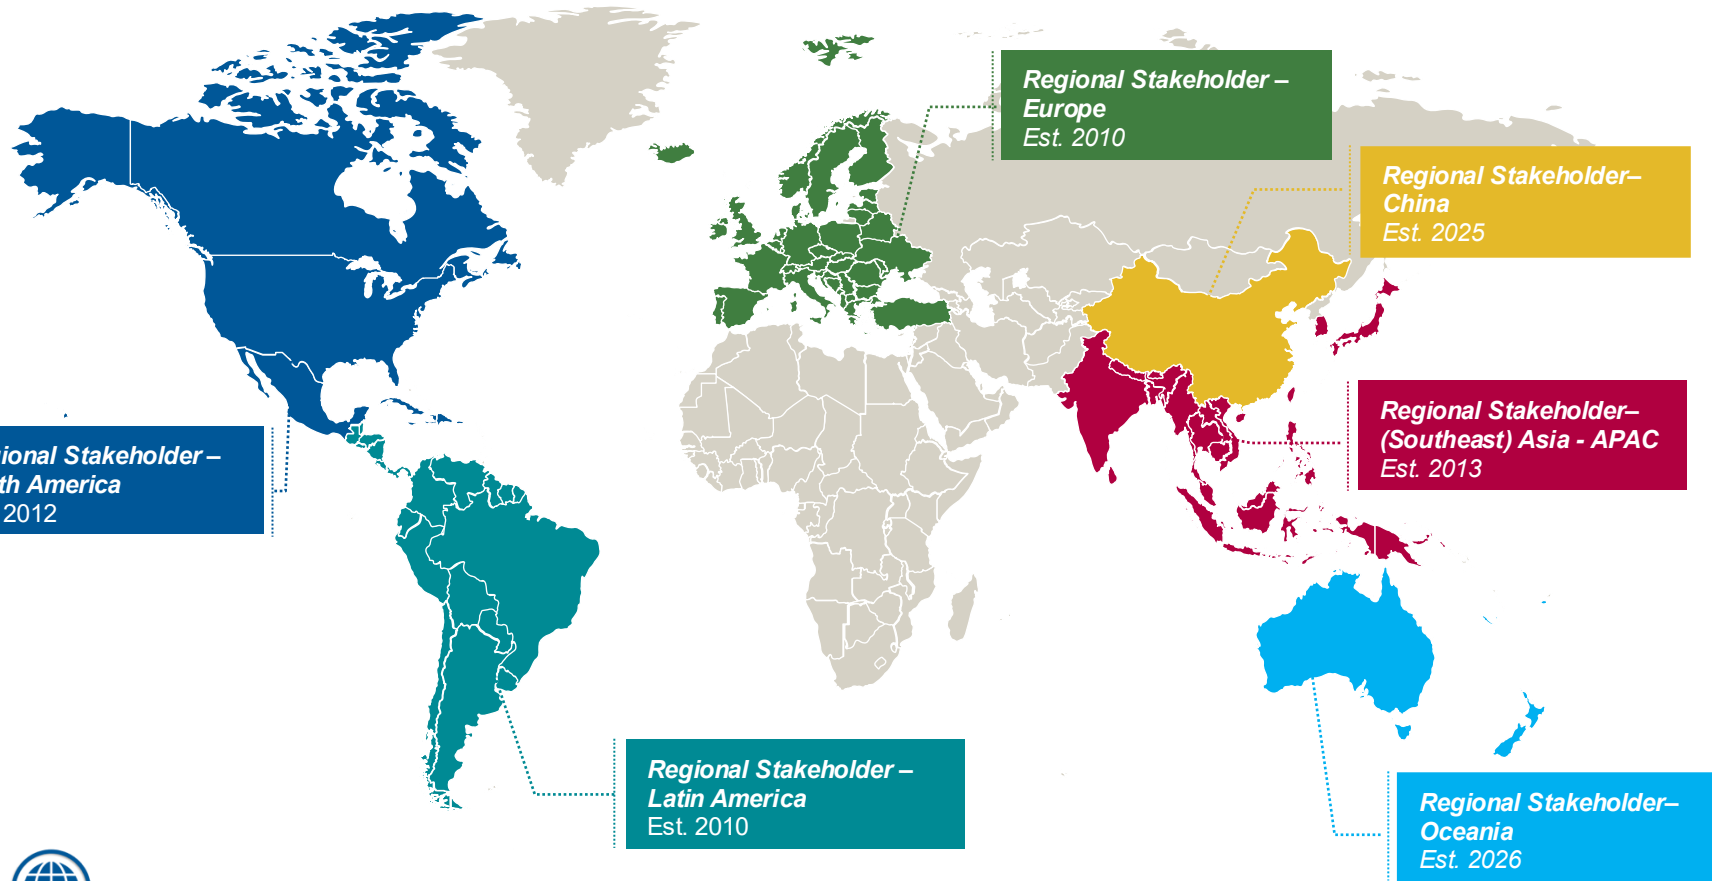 Regional Stakeholder –
Europe
Est. 2010
Regional Stakeholder–
China
Est. 2025
Regional Stakeholder–
(Southeast) Asia - APAC
Est. 2013
ional Stakeholder –
th America
2012
Regional Stakeholder –
Latin America
Est. 2010
Regional Stakeholder–
Oceania
Est. 2026